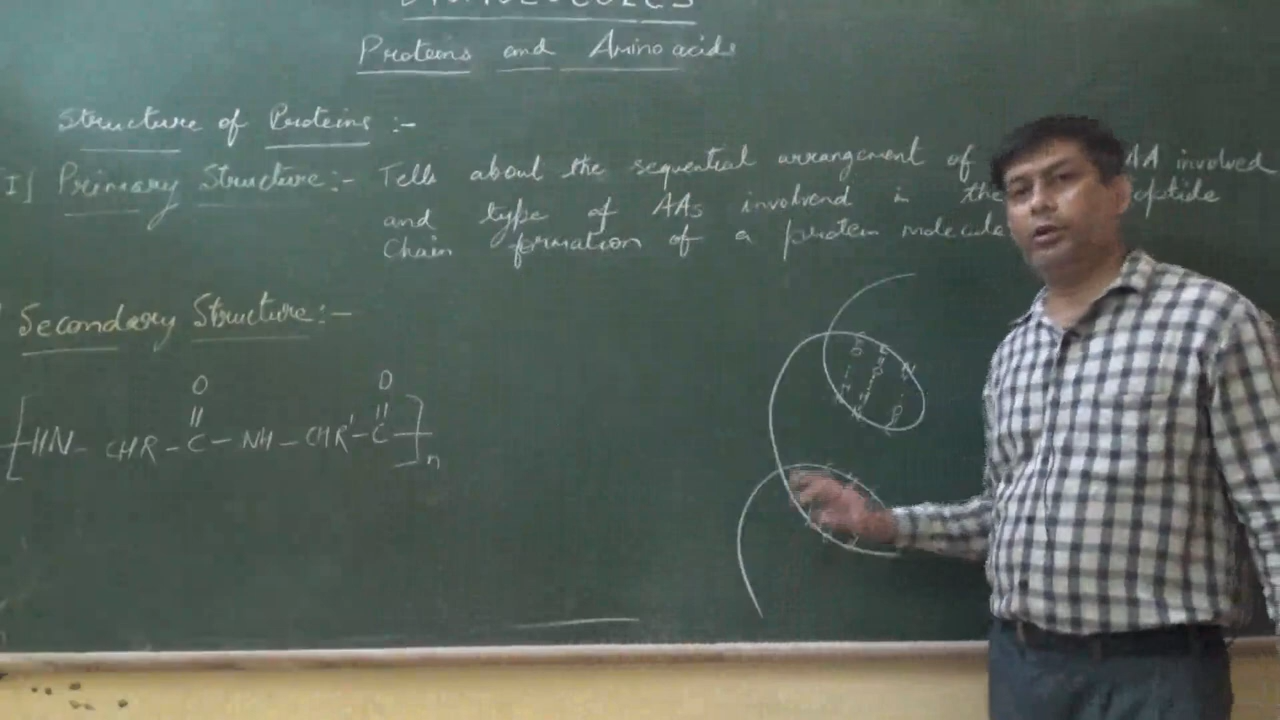 Proteins and Amino acids
Structure of Proteins :-
I] Primary Structure:- Tells about the sequential arrangement of AA involved
and type of AAs involvend in the peptide
Chain formation of a protein molecule
Secondary Structure:-
O O
|| ||
[-HN- CHR - C - NH - CHR' - C -]n